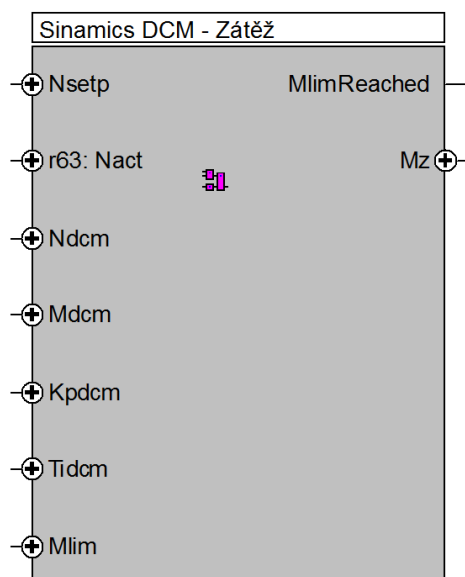 Sinamics DCM - Zátěž
Nsetp
MlimReached
r63: Nact
Mz
Ndcm
Mdcm
Kpdcm
Tidcm
Mlim